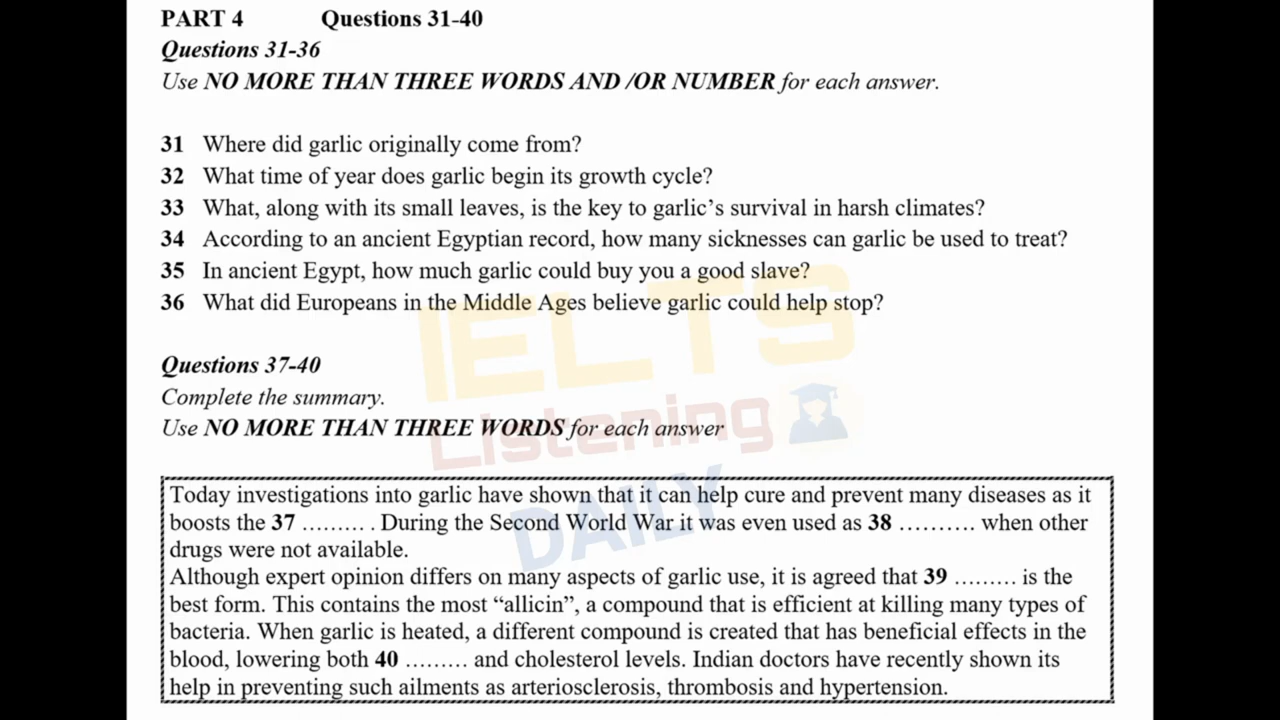 PART 4 Questions 31-40
Questions 31-36
Use NO MORE THAN THREE WORDS AND /OR NUMBER for each answer.
31 Where did garlic originally come from?
32 What time of year does garlic begin its growth cycle?
33 What, along with its small leaves, is the key to garlic's survival in harsh climates?
34 According to an ancient Egyptian record, how many sicknesses can garlic be used to treat?
35 In ancient Egypt, how much garlic could buy you a good slave?
36 What did Europeans in the Middle Ages believe garlic could help stop?
IELTS
Listening
DAILY
Questions 37-40
Complete the summary.
Use NO MORE THAN THREE WORDS for each answer
Today investigations into garlic have shown that it can help cure and prevent many diseases as it
boosts the 37 ......... . During the Second World War it was even used as 38 .......... when other
drugs were not available.
Although expert opinion differs on many aspects of garlic use, it is agreed that 39 ......... is the
best form. This contains the most “allicin”, a compound that is efficient at killing many types of
bacteria. When garlic is heated, a different compound is created that has beneficial effects in the
blood, lowering both 40 ......... and cholesterol levels. Indian doctors have recently shown its
help in preventing such ailments as arteriosclerosis, thrombosis and hypertension.